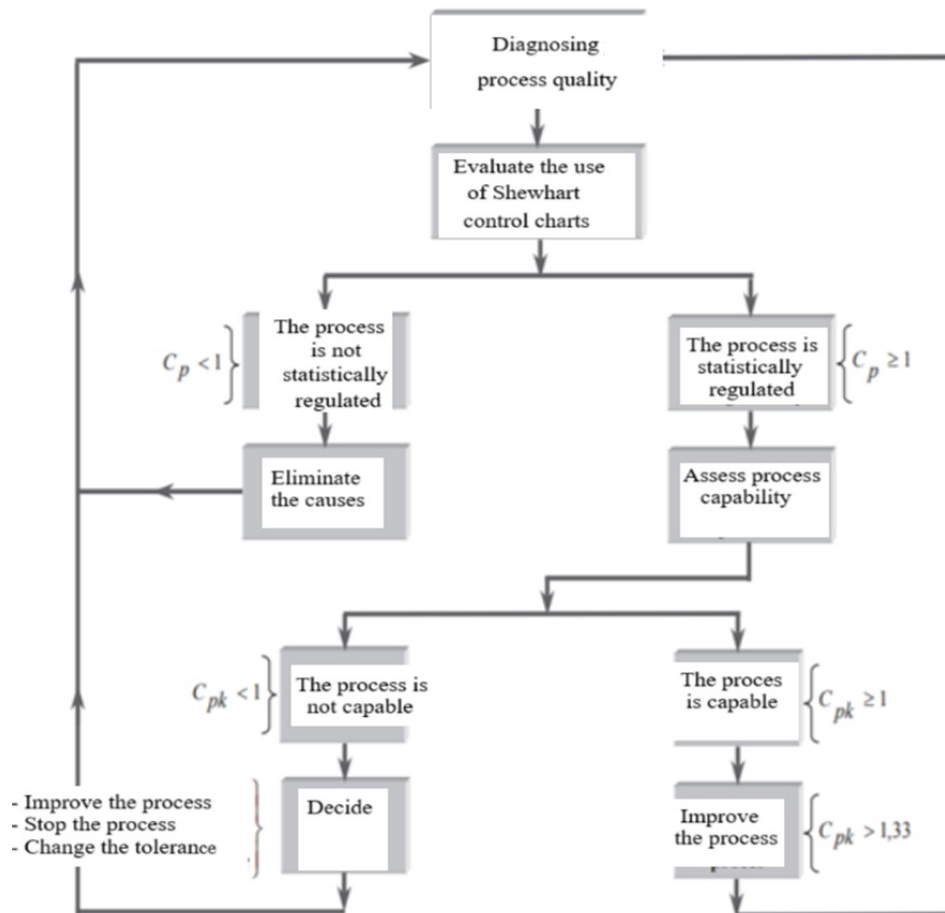 Diagnosing
process quality
Evaluate the use
of Shewhart
control charts
C_p < 1
The process
is not
statistically
regulated
The process is
statistically
regulated
C_p ≥ 1
Eliminate
the causes
Assess process
capability
C_pk < 1
The process is
not capable
The proces
is capable
C_pk ≥ 1
- Improve the process
- Stop the process
- Change the tolerance
Decide
Improve
the process
C_pk > 1,33